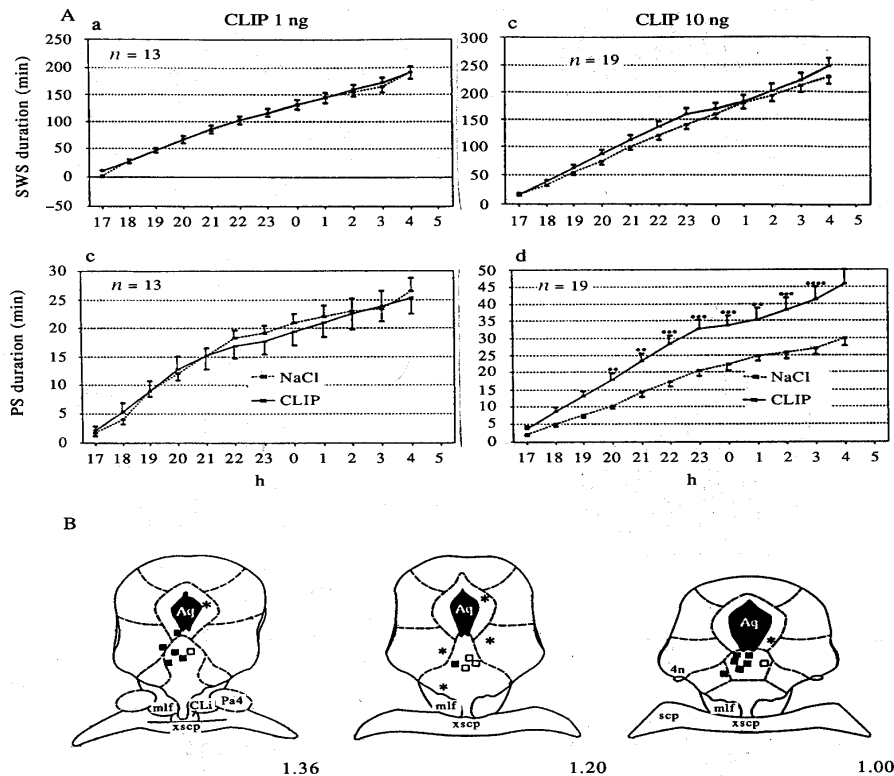 A
CLIP 1 ng
CLIP 10 ng
a
n = 13
SWS duration (min)
250
200
150
100
50
0
−50
17 18 19 20 21 22 23 0 1 2 3 4 5
c
n = 19
300
250
200
150
100
50
0
17 18 19 20 21 22 23 0 1 2 3 4 5
c
n = 13
PS duration (min)
30
25
20
15
10
5
0
NaCl
CLIP
17 18 19 20 21 22 23 0 1 2 3 4 5
h
d
n = 19
50
45
40
35
30
25
20
15
10
5
0
NaCl
CLIP
17 18 19 20 21 22 23 0 1 2 3 4 5
h
B
Aq
*
mlf
CLi
Pa4
xscp
1.36
Aq
*
*
*
*
mlf
xscp
1.20
Aq
*
4n
scp
mlf
xscp
1.00